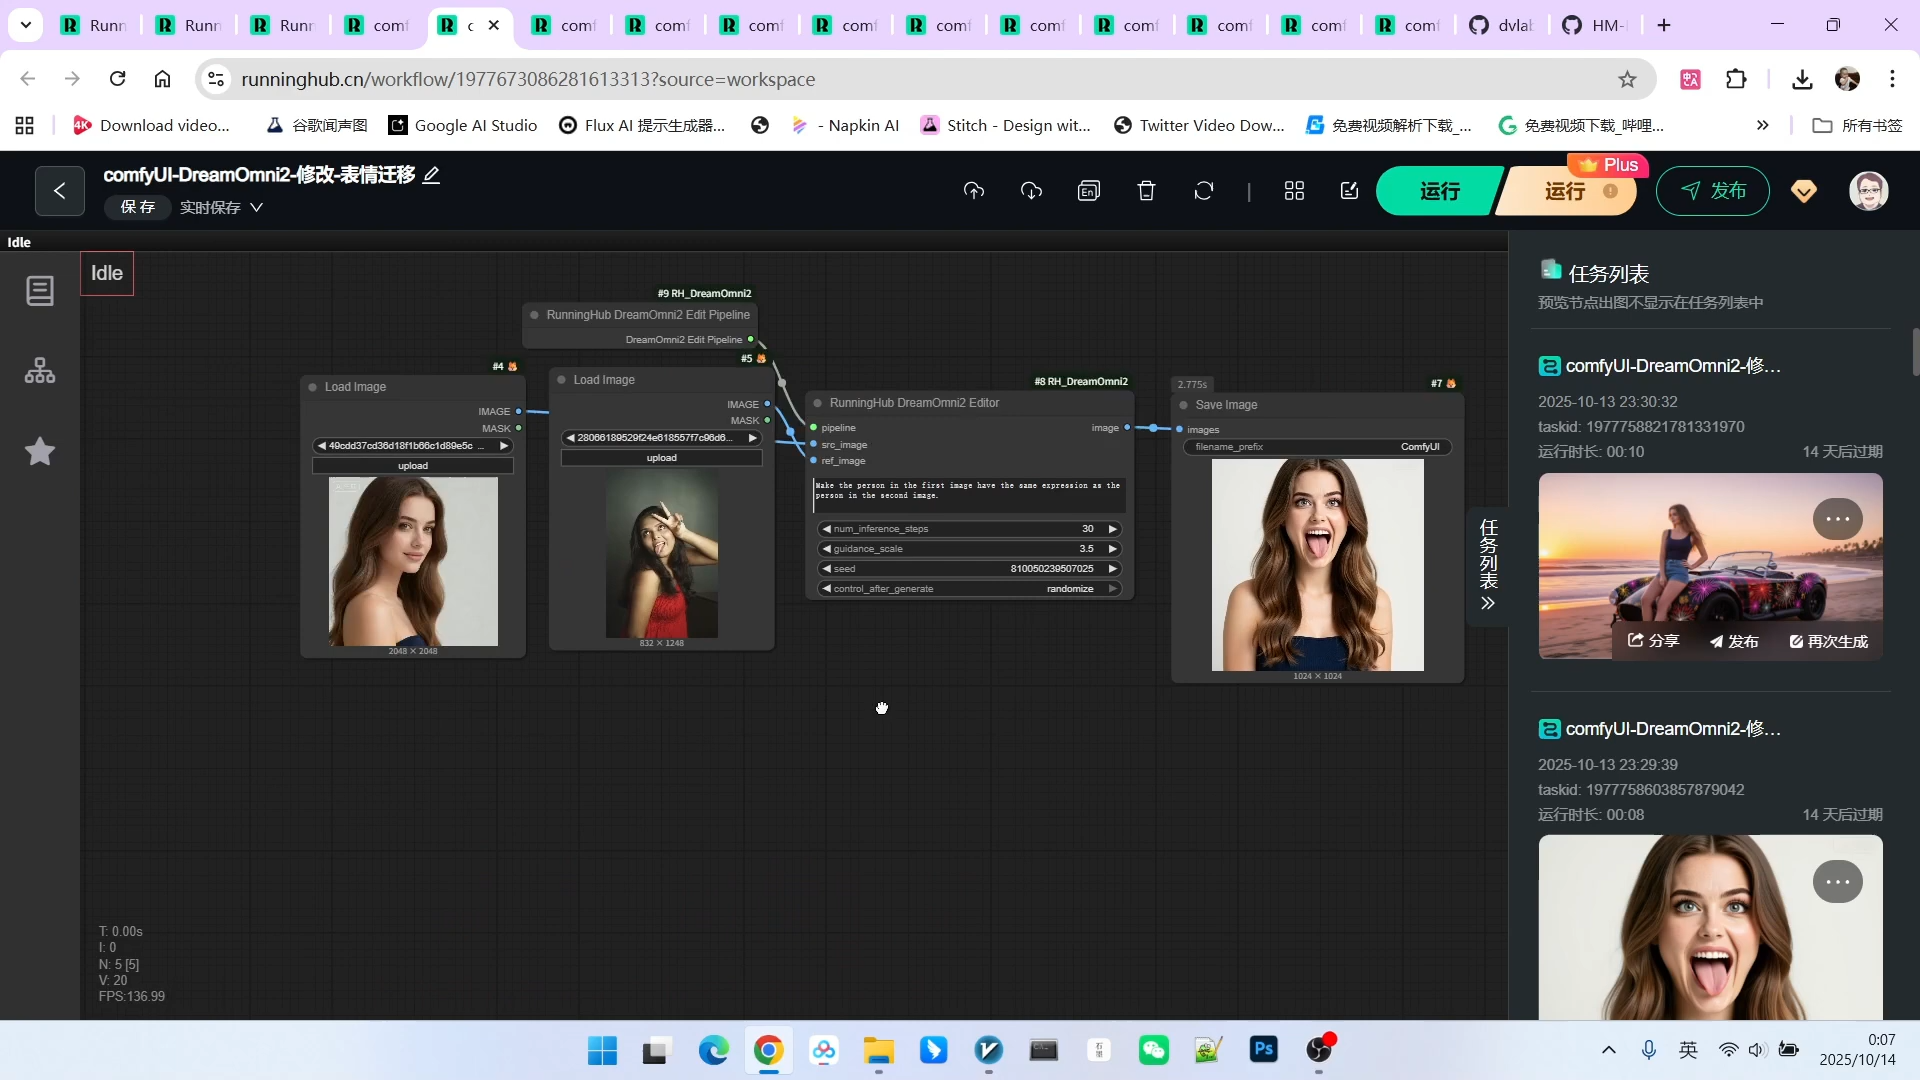 Runn
Runn
Runn
comf
c
comf
comf
comf
comf
comf
comf
comf
comf
comf
comf
dvlab
HM-
runninghub.cn/workflow/1977673086281613313?source=workspace
Download video...
谷歌闻声图
Google AI Studio
Flux AI 提示生成器...
- Napkin AI
Stitch - Design wit...
Twitter Video Dow...
免费视频解析下载_...
免费视频下载_哔哩...
所有书签
comfyUI-DreamOmni2-修改-表情迁移
保存
实时保存
En
运行
运行
Plus
发布
Idle
Idle
#9 RH_DreamOmni2
RunningHub DreamOmni2 Edit Pipeline
DreamOmni2 Edit Pipeline
#4
Load Image
IMAGE
MASK
49cdd37cd36d18f1b66c1d89e5c ...
upload
2048 × 2048
#5
Load Image
IMAGE
MASK
28066189529f24e618557f7c96d6...
upload
832 × 1248
#8 RH_DreamOmni2
RunningHub DreamOmni2 Editor
pipeline
image
src_image
ref_image
Make the person in the first image have the same expression as the
person in the second image.
num_inference_steps 30
guidance_scale 3.5
seed 810050239507025
control_after_generate randomize
2.775s
#7
Save Image
images
filename_prefix ComfyUI
1024 × 1024
任务列表
任务列表
预览节点出图不显示在任务列表中
comfyUI-DreamOmni2-修...
2025-10-13 23:30:32
taskid: 1977758821781331970
运行时长: 00:10 14 天后过期
分享
发布
再次生成
comfyUI-DreamOmni2-修...
2025-10-13 23:29:39
taskid: 1977758603857879042
运行时长: 00:08 14 天后过期
T: 0.00s
I: 0
N: 5 [5]
V: 20
FPS:136.99
Ps
英
0:07
2025/10/14